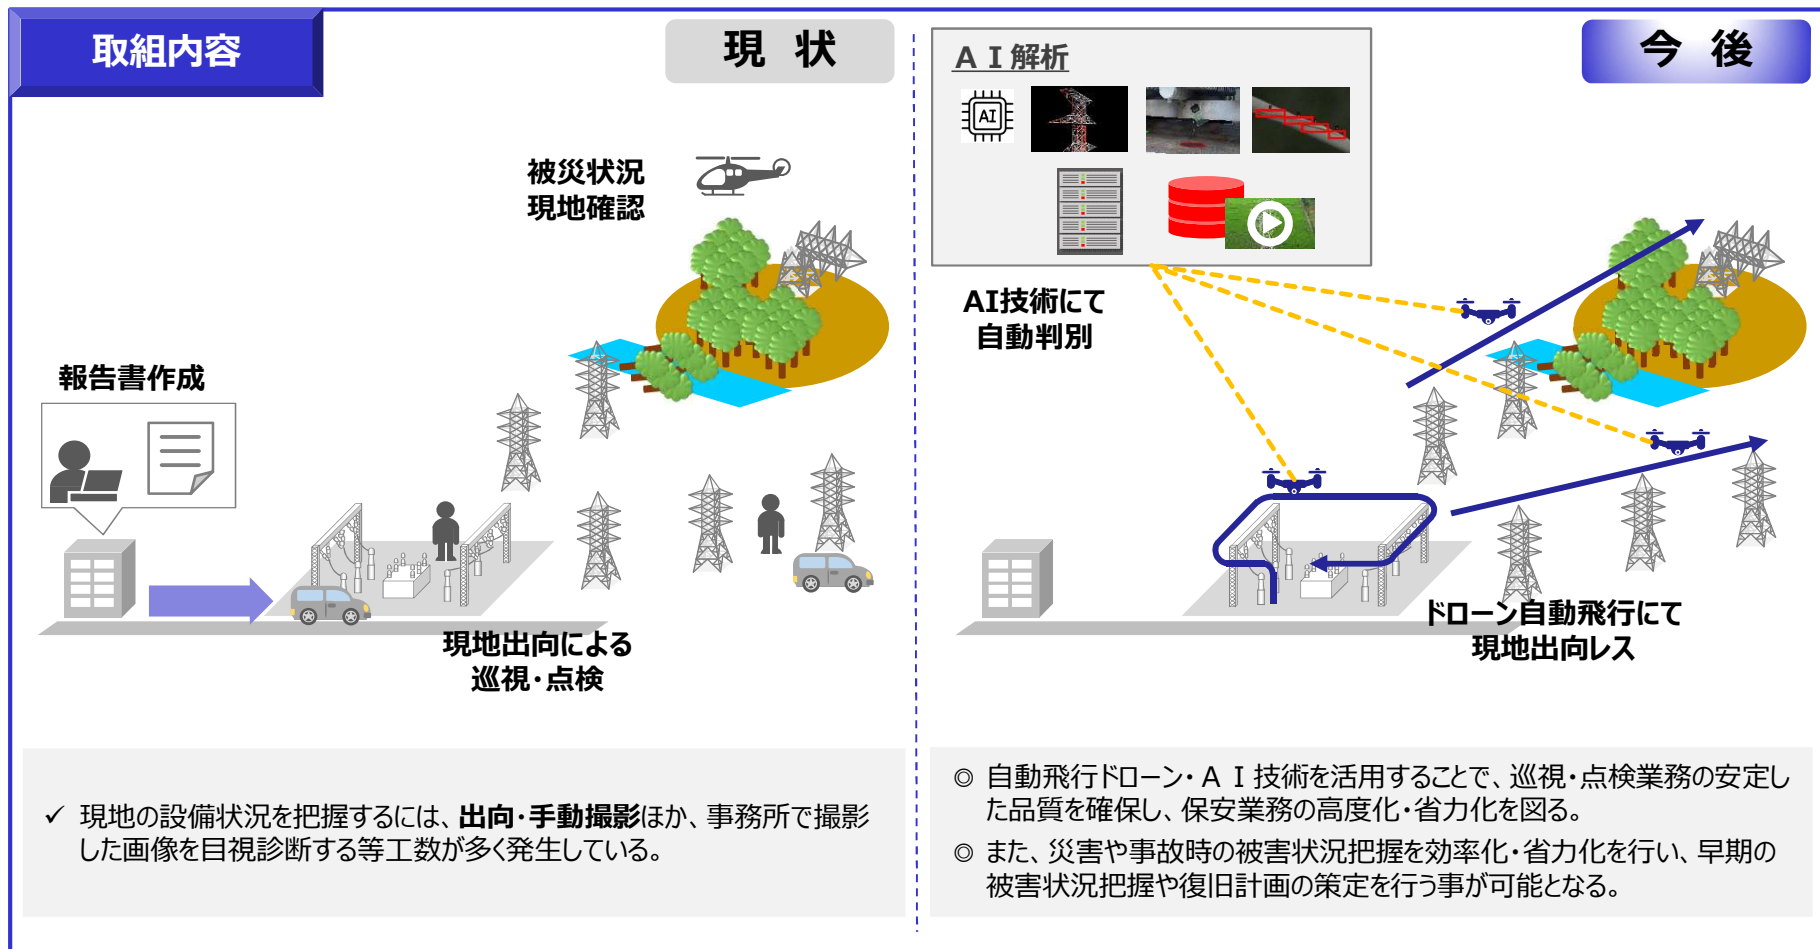 取組内容
現 状
被災状況
現地確認
報告書作成
現地出向による
巡視・点検
✓ 現地の設備状況を把握するには、出向・手動撮影ほか、事務所で撮影
した画像を目視診断する等工数が多く発生している。
今 後
ＡＩ解析
AI
AI技術にて
自動判別
ドローン自動飛行にて
現地出向レス
◎ 自動飛行ドローン・ＡＩ技術を活用することで、巡視・点検業務の安定し
た品質を確保し、保安業務の高度化・省力化を図る。
◎ また、災害や事故時の被害状況把握を効率化・省力化を行い、早期の
被害状況把握や復旧計画の策定を行う事が可能となる。